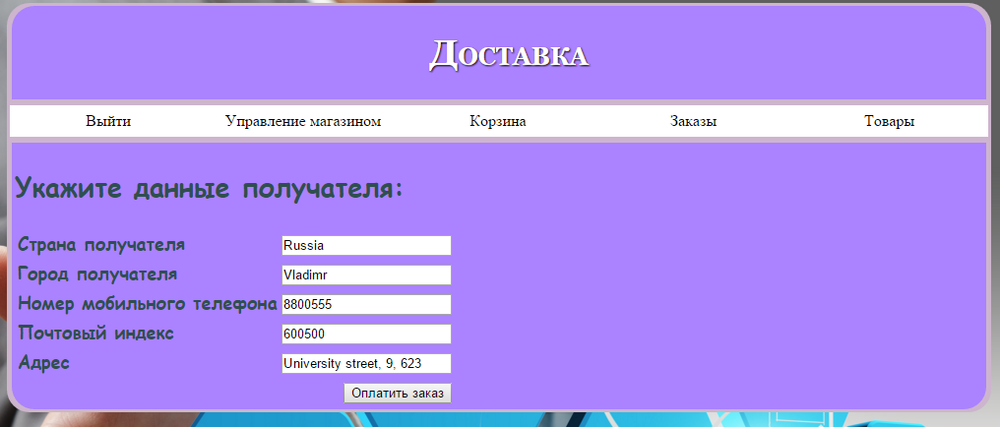 Доставка
Выйти Управление магазином Корзина Заказы Товары
Укажите данные получателя:
Страна получателя Russia
Город получателя Vladimr
Номер мобильного телефона 8800555
Почтовый индекс 600500
Адрес University street, 9, 623
Оплатить заказ